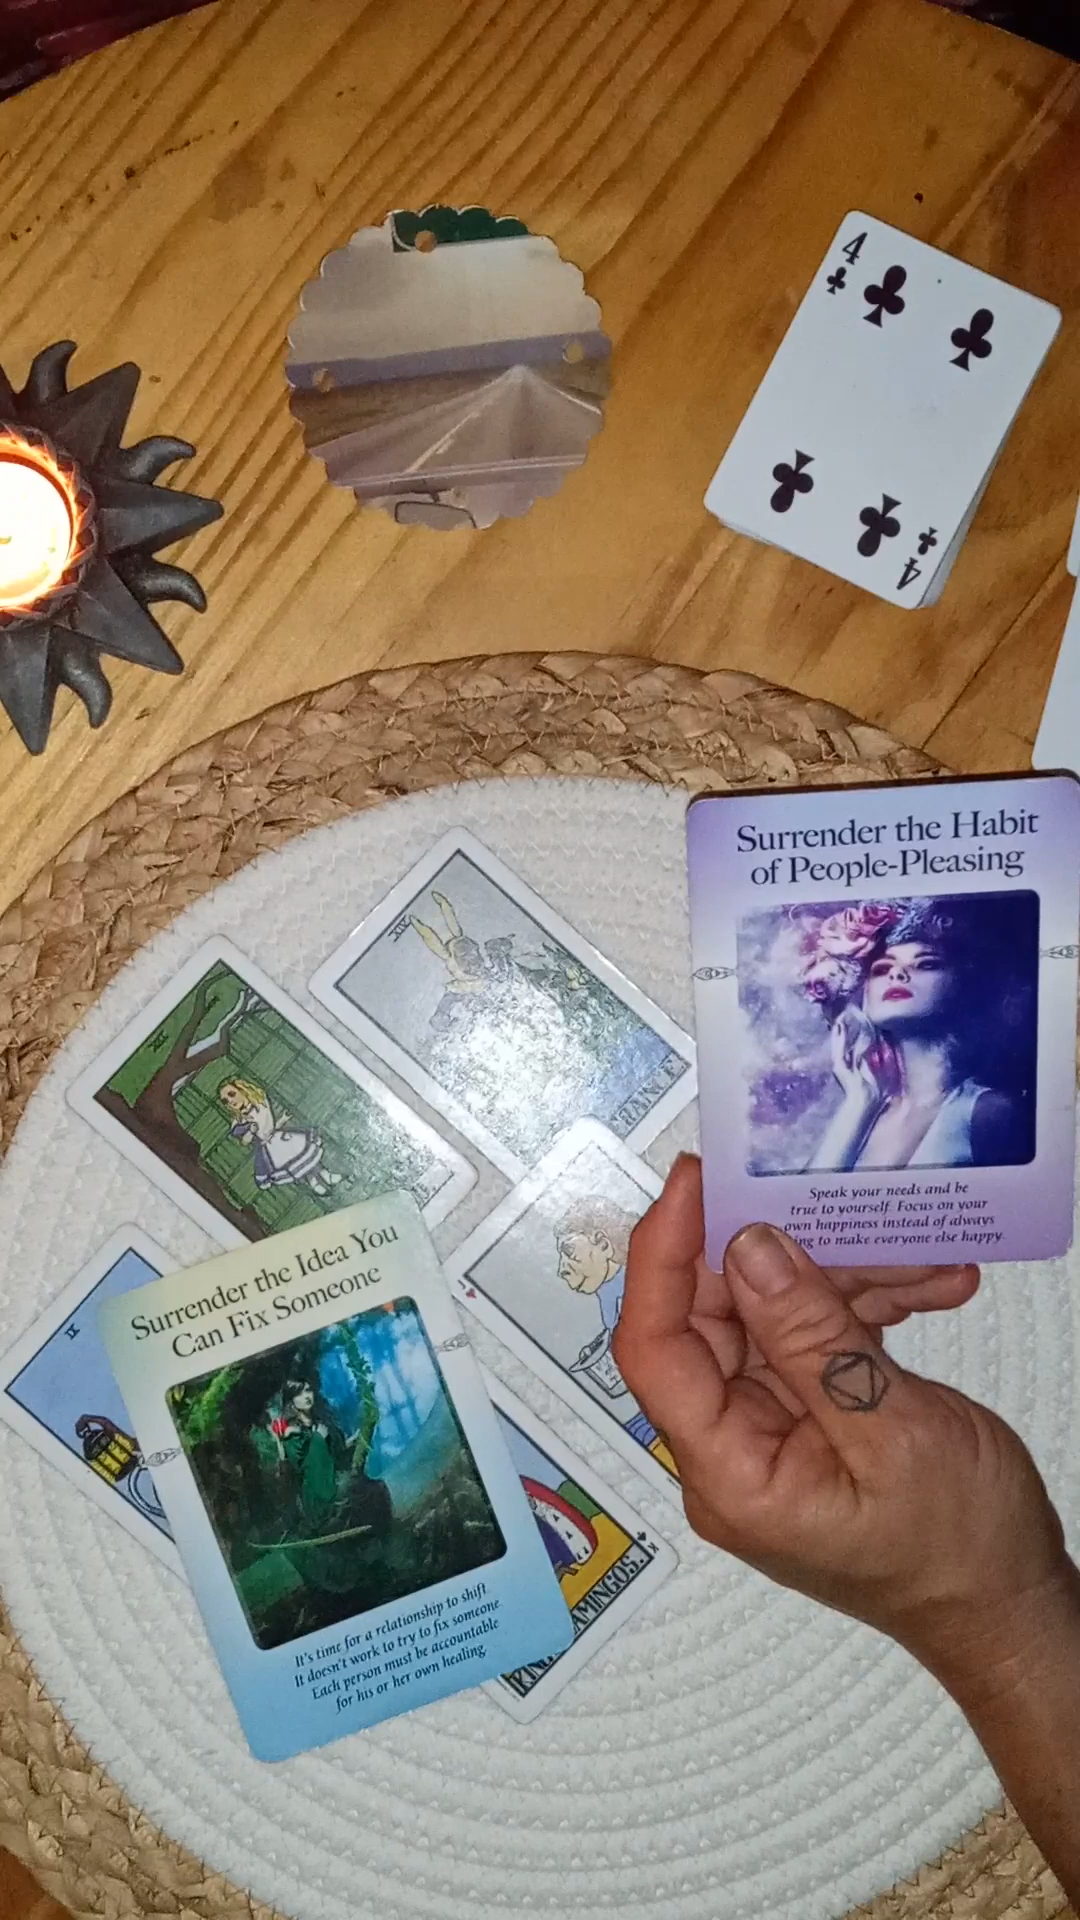 4
4
Surrender the Habit
of People-Pleasing
Speak your needs and be
true to yourself. Focus on your
own happiness instead of always
to make everyone else happy.
XIV
XII
II
J
Surrender the Idea You
Can Fix Someone
It's time for a relationship to shift.
It doesn't work to try to fix someone.
Each person must be accountable
for his or her own healing.
K